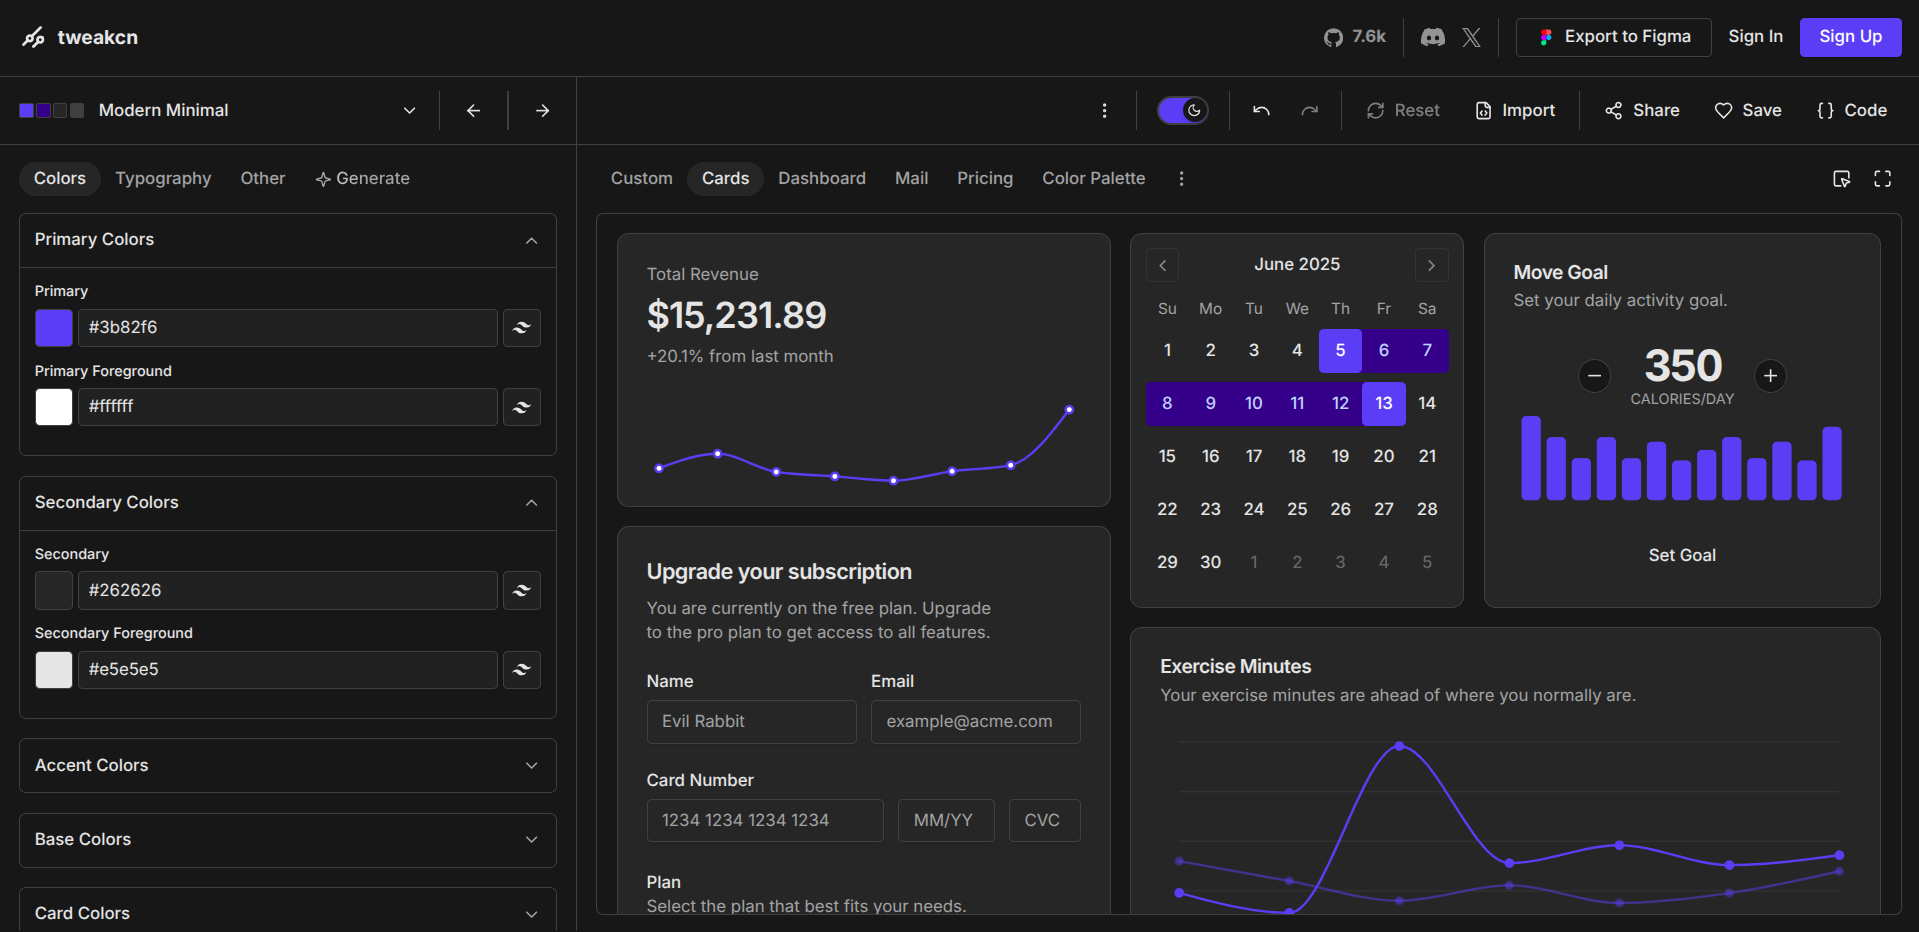 tweakcn
7.6k
Export to Figma
Sign In
Sign Up
Modern Minimal
Reset
Import
Share
Save
{ } Code
Colors
Typography
Other
Generate
Custom
Cards
Dashboard
Mail
Pricing
Color Palette
Primary Colors
Primary
#3b82f6
Primary Foreground
#ffffff
Secondary Colors
Secondary
#262626
Secondary Foreground
#e5e5e5
Accent Colors
Base Colors
Card Colors
Total Revenue
$15,231.89
+20.1% from last month
Upgrade your subscription
You are currently on the free plan. Upgrade
to the pro plan to get access to all features.
Name
Email
Evil Rabbit
example@acme.com
Card Number
1234 1234 1234 1234
MM/YY
CVC
Plan
Select the plan that best fits your needs.
June 2025
Su Mo Tu We Th Fr Sa
1 2 3 4 5 6 7
8 9 10 11 12 13 14
15 16 17 18 19 20 21
22 23 24 25 26 27 28
29 30 1 2 3 4 5
Move Goal
Set your daily activity goal.
350
CALORIES/DAY
Set Goal
Exercise Minutes
Your exercise minutes are ahead of where you normally are.